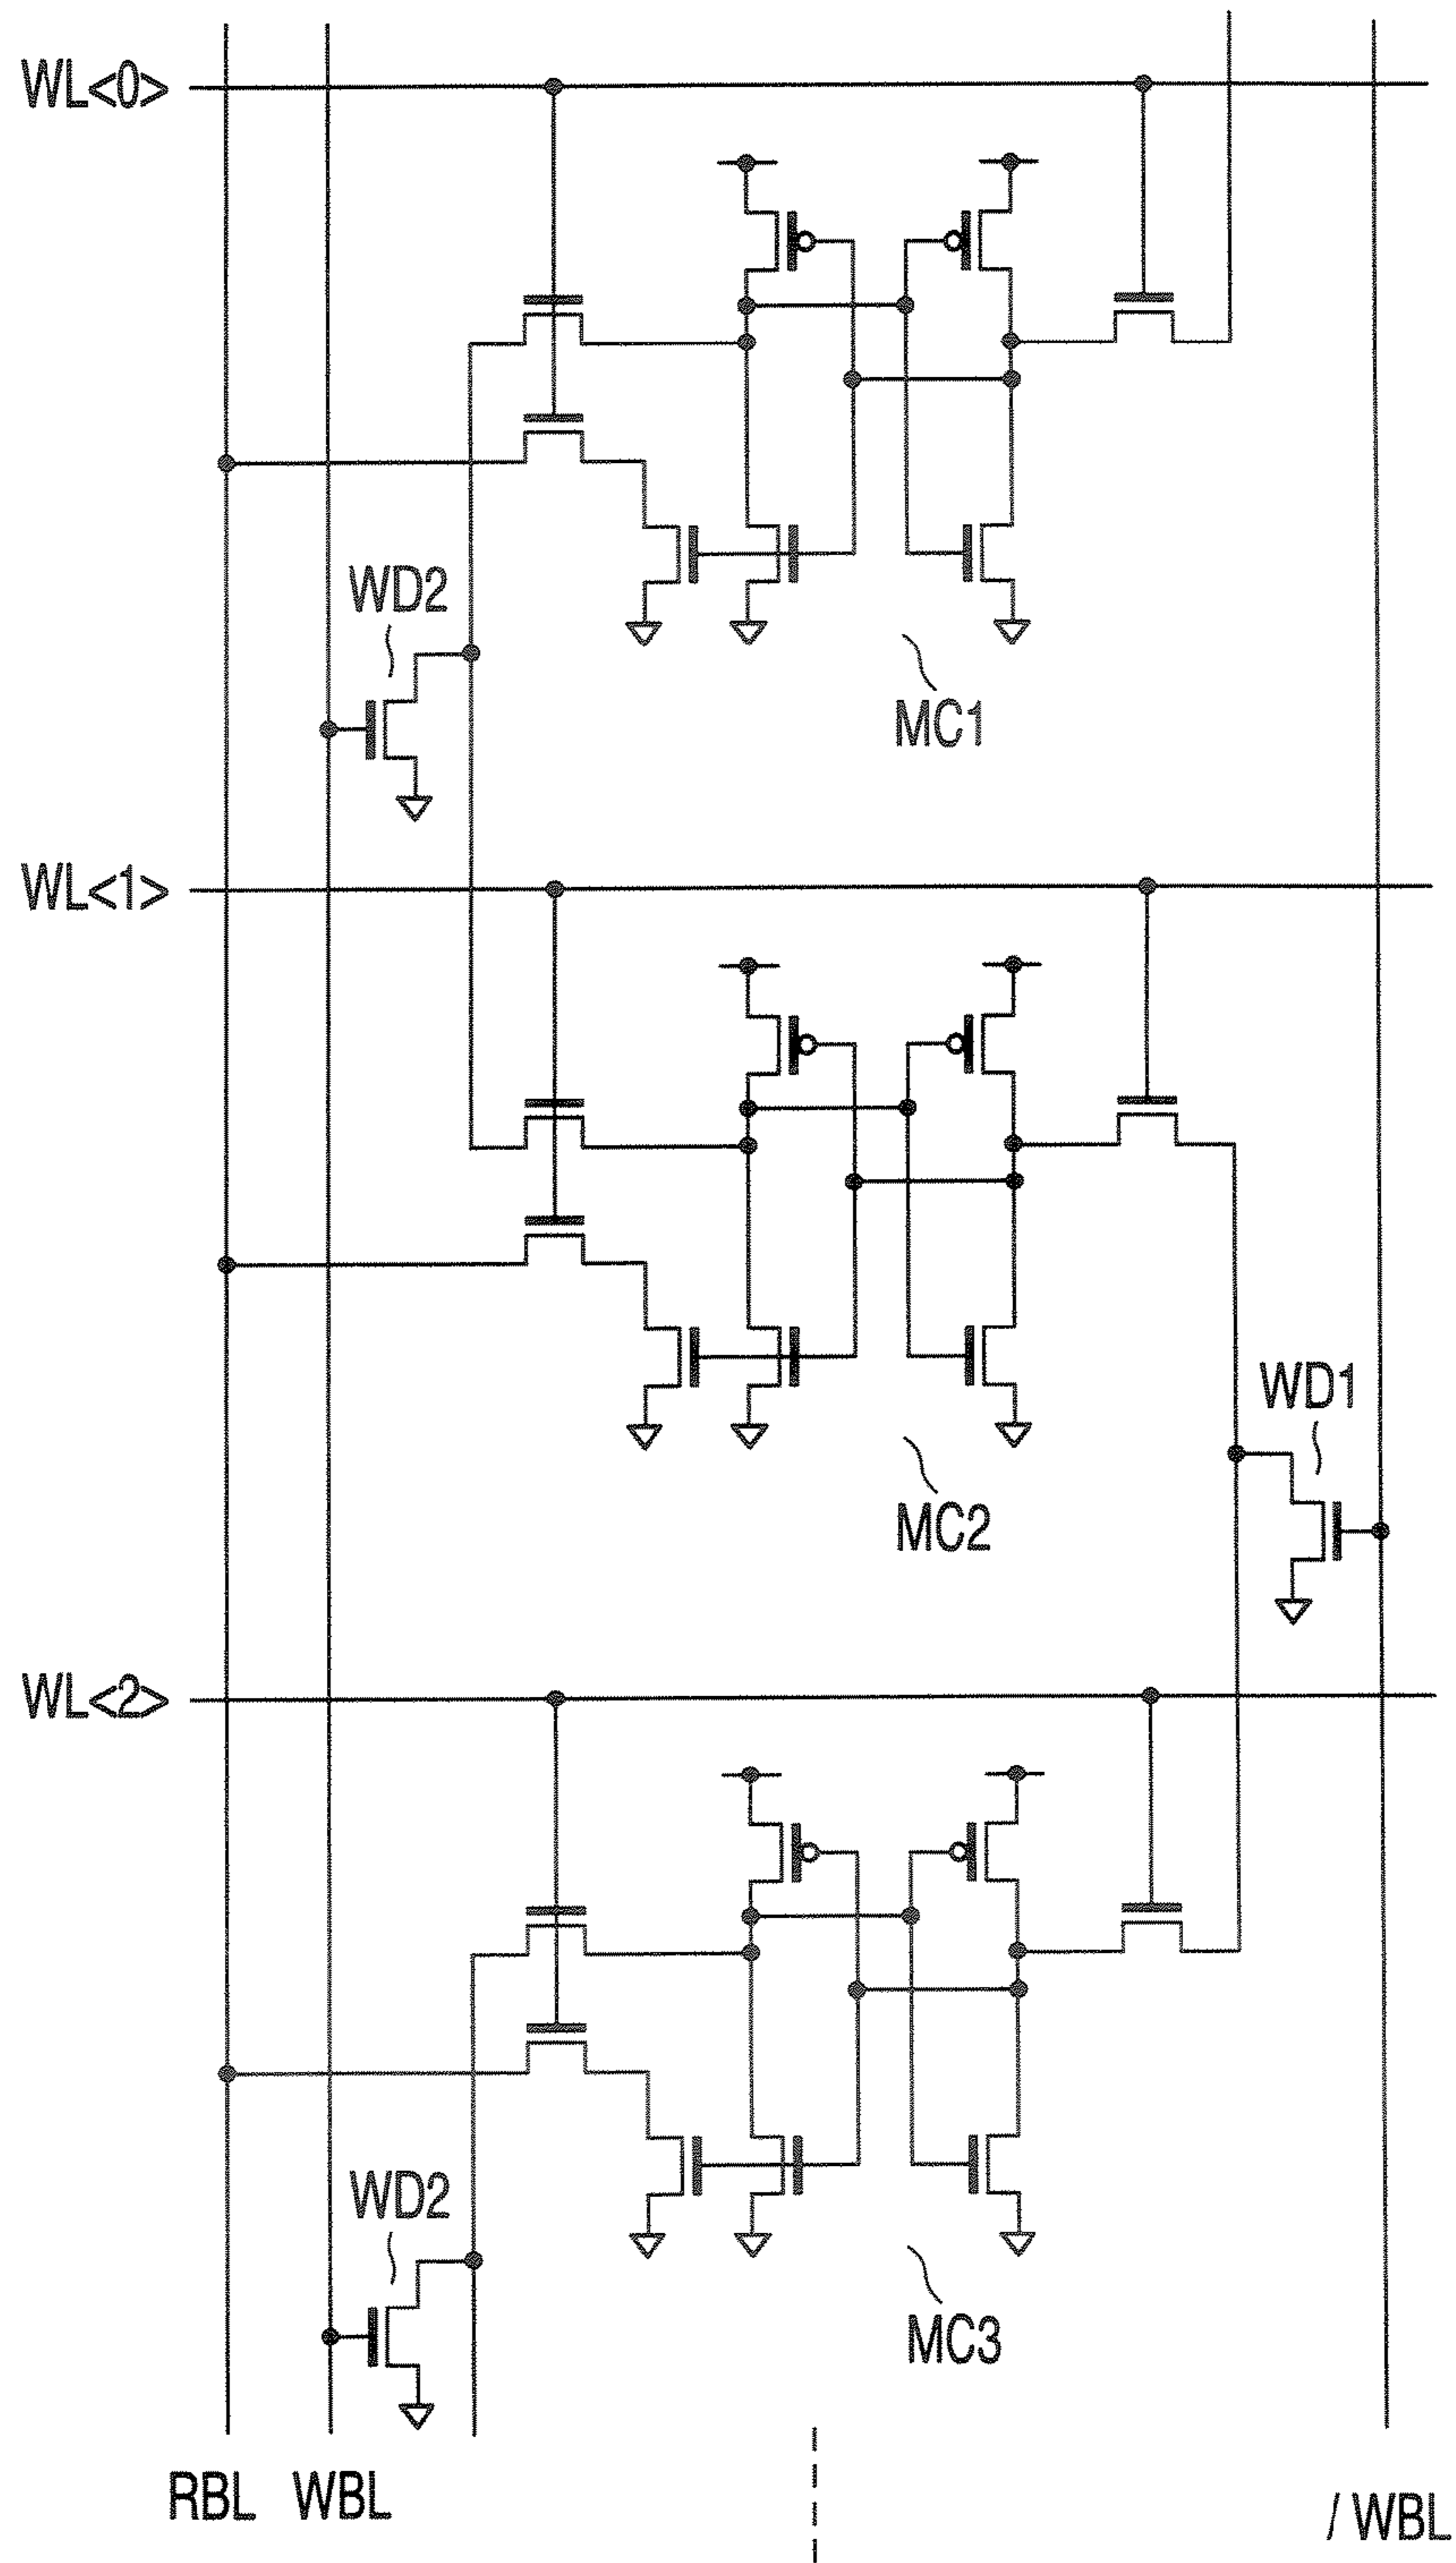 WL<0>
WD2
MC1
WL<1>
WD1
MC2
WL<2>
WD2
MC3
RBL WBL / WBL